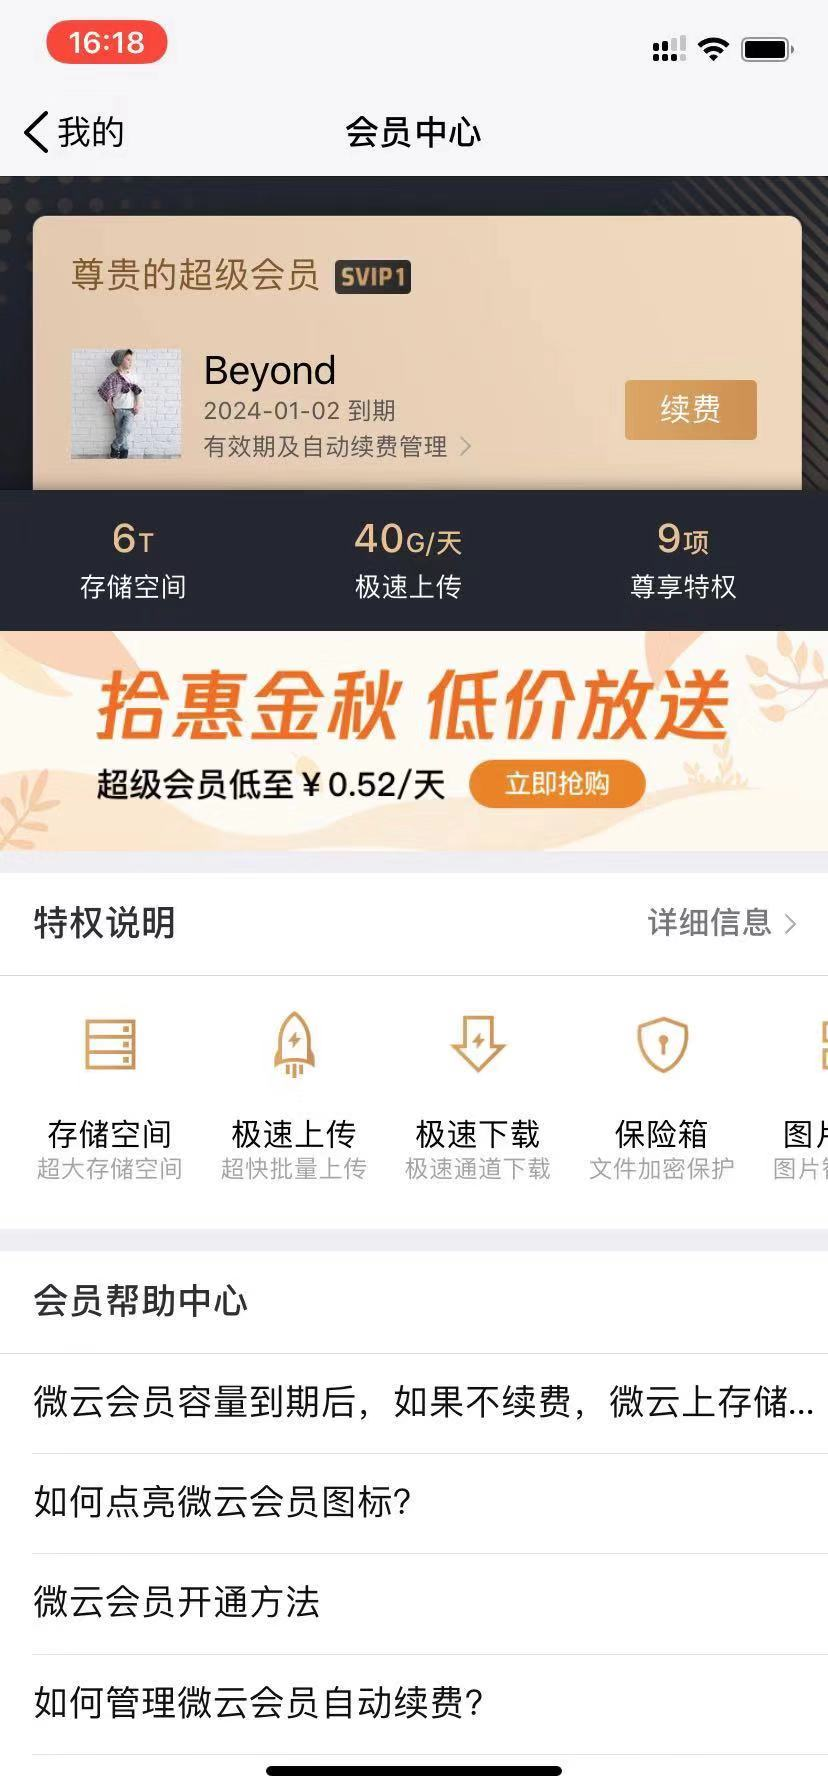 16:18
我的
会员中心
尊贵的超级会员 SVIP1
Beyond
2024-01-02 到期
有效期及自动续费管理
续费
6T
40G/天
9项
存储空间
极速上传
尊享特权
拾惠金秋 低价放送
超级会员低至¥0.52/天
立即抢购
特权说明
详细信息
存储空间
极速上传
极速下载
保险箱
图片
超大存储空间
超快批量上传
极速通道下载
文件加密保护
图片智
会员帮助中心
微云会员容量到期后，如果不续费，微云上存储...
如何点亮微云会员图标?
微云会员开通方法
如何管理微云会员自动续费?